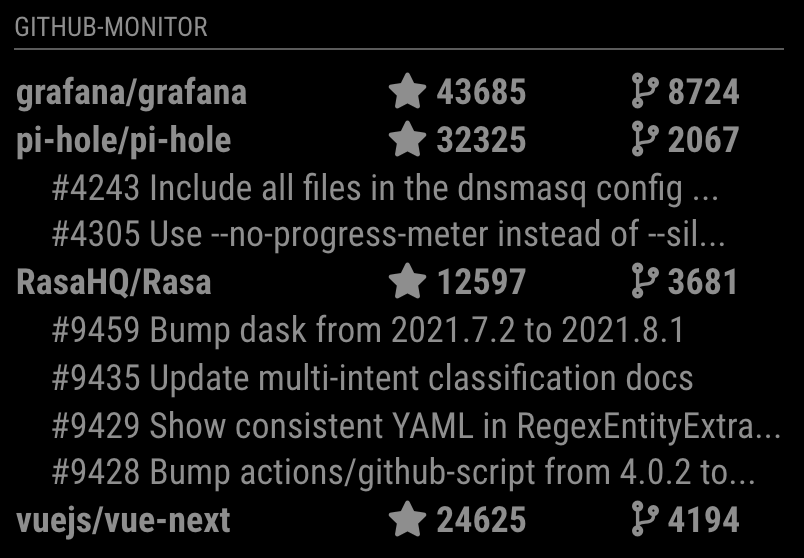 GITHUB-MONITOR
grafana/grafana 43685 8724
pi-hole/pi-hole 32325 2067
#4243 Include all files in the dnsmasq config ...
#4305 Use --no-progress-meter instead of --sil...
RasaHQ/Rasa 12597 3681
#9459 Bump dask from 2021.7.2 to 2021.8.1
#9435 Update multi-intent classification docs
#9429 Show consistent YAML in RegexEntityExtra...
#9428 Bump actions/github-script from 4.0.2 to...
vuejs/vue-next 24625 4194